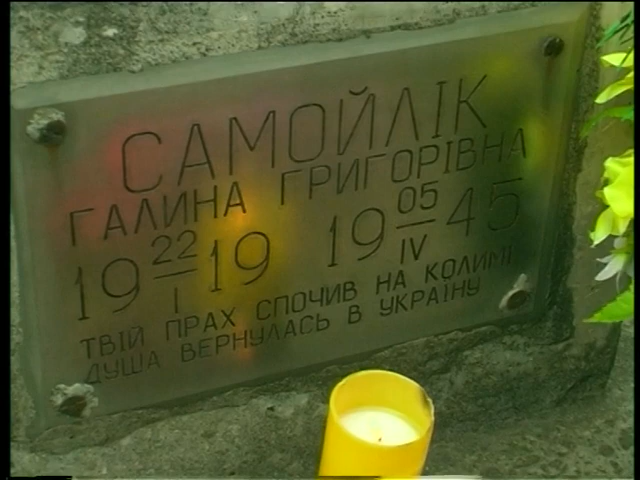 САМОЙЛІК
ГАЛИНА ГРИГОРІВНА
19 22/I 19 19 05/IV 45
ТВІЙ ПРАХ СПОЧИВ НА КОЛИМІ
ДУША ВЕРНУЛАСЬ В УКРАЇНУ